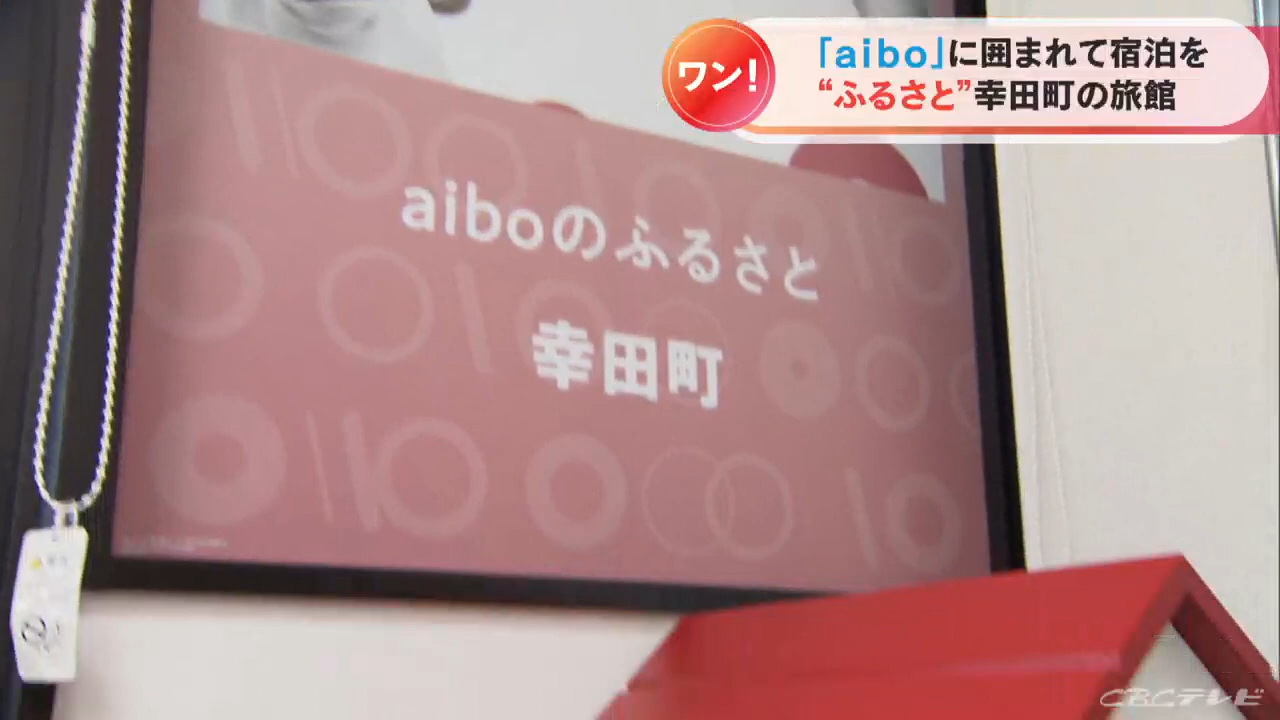 ワン!
「aibo」に囲まれて宿泊を
“ふるさと”幸田町の旅館
aiboのふるさと
幸田町
CBCテレビ